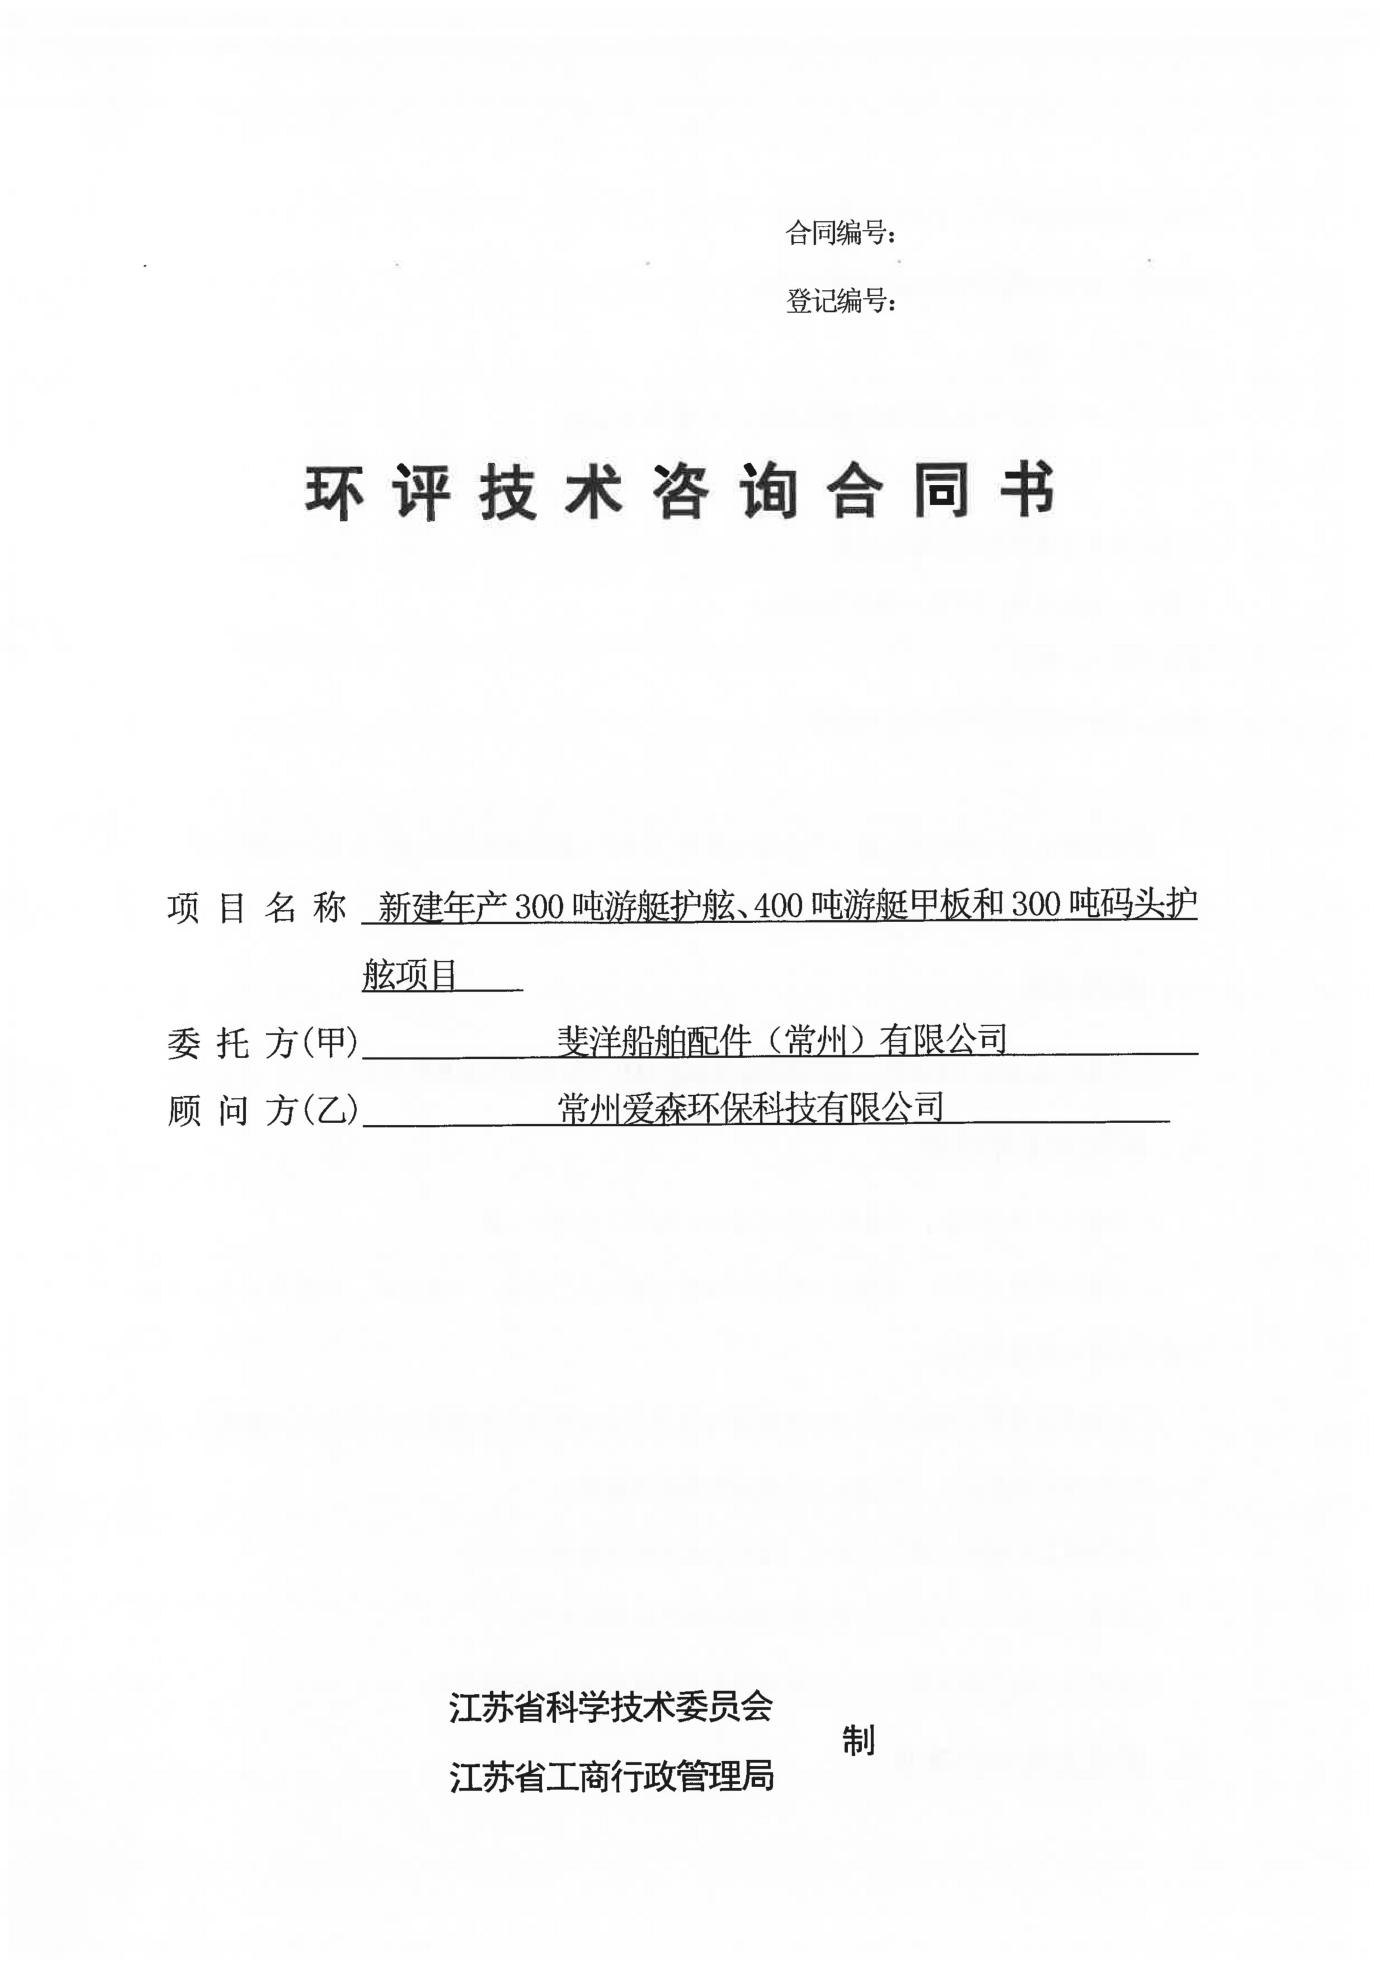 合同编号：
登记编号：
环评技术咨询合同书
项目名称 新建年产300吨游艇护舷、400吨游艇甲板和300吨码头护
舷项目
委托方(甲) 斐洋船舶配件（常州）有限公司
顾问方(乙) 常州爱森环保科技有限公司
江苏省科学技术委员会
制
江苏省工商行政管理局